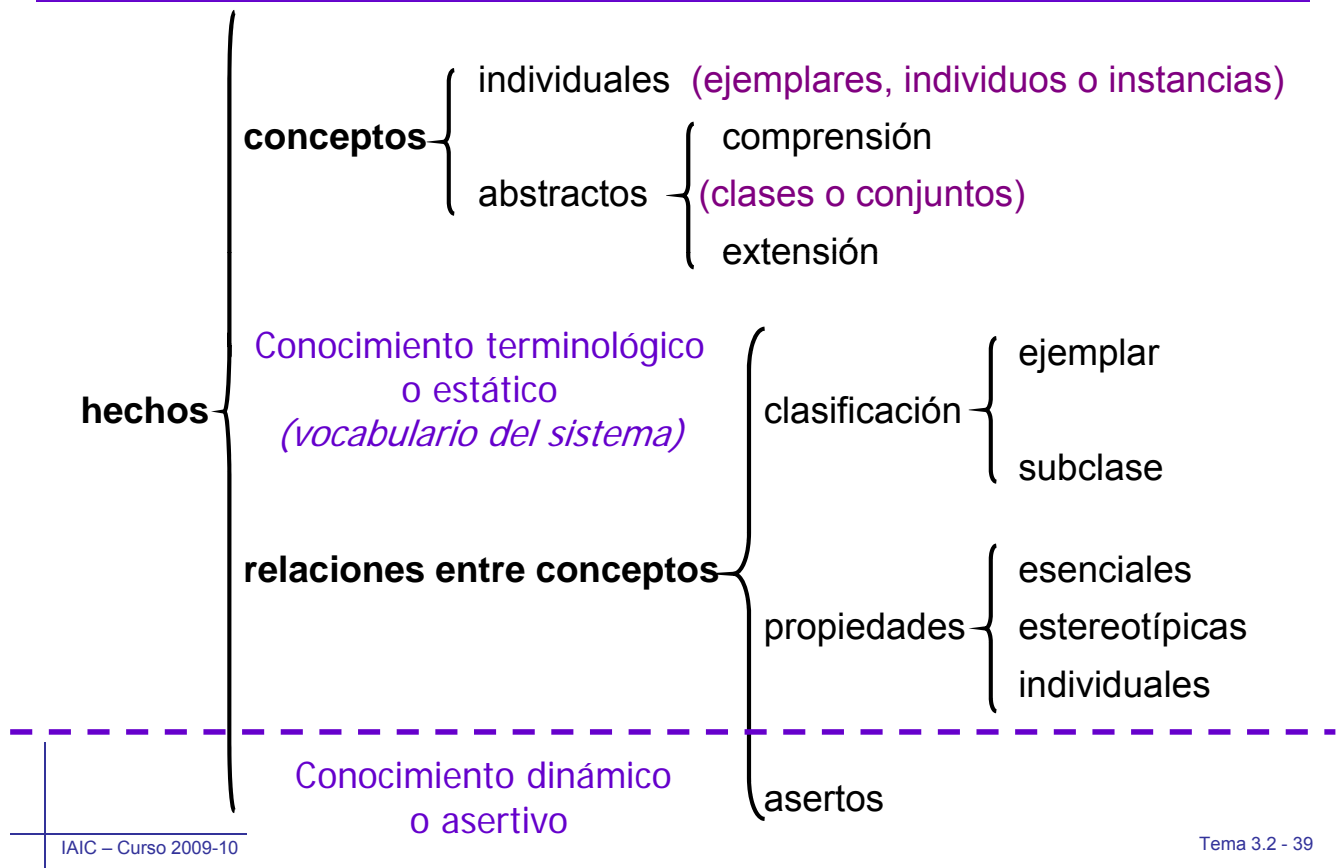 individuales (ejemplares, individuos o instancias)
conceptos
comprensión
abstractos
(clases o conjuntos)
extensión
Conocimiento terminológico
o estático
(vocabulario del sistema)
hechos
ejemplar
clasificación
subclase
relaciones entre conceptos
esenciales
propiedades
estereotípicas
individuales
Conocimiento dinámico
o asertivo
asertos
IAIC – Curso 2009-10
Tema 3.2 - 39